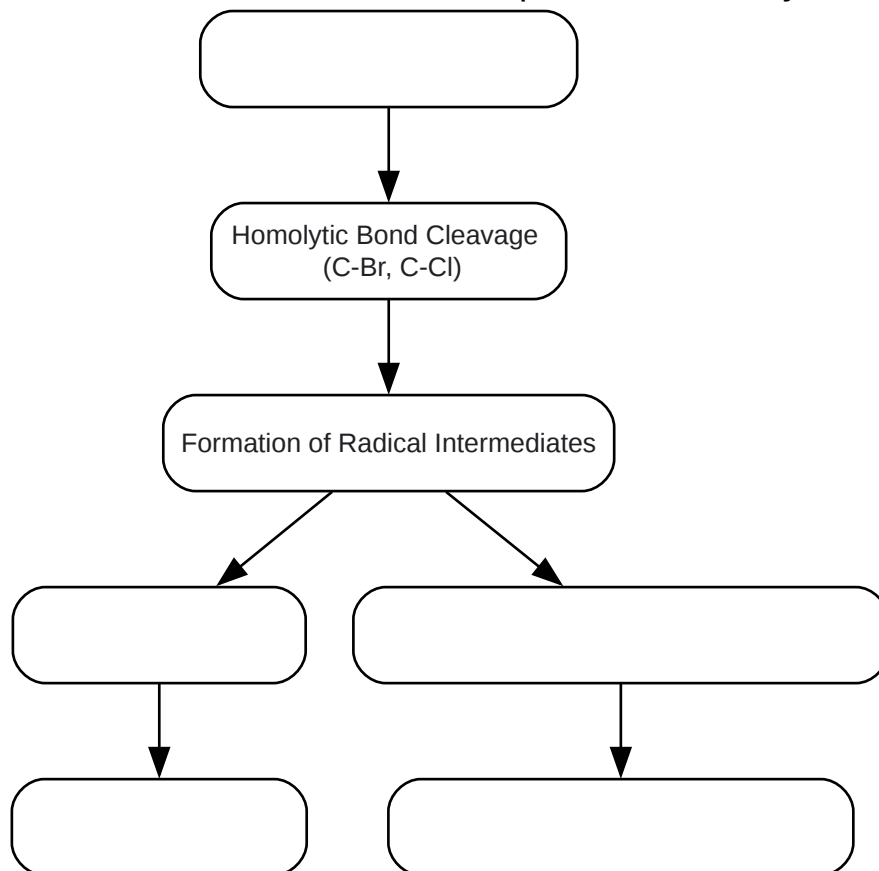 Homolytic Bond Cleavage
(C-Br, C-Cl)
Formation of Radical Intermediates